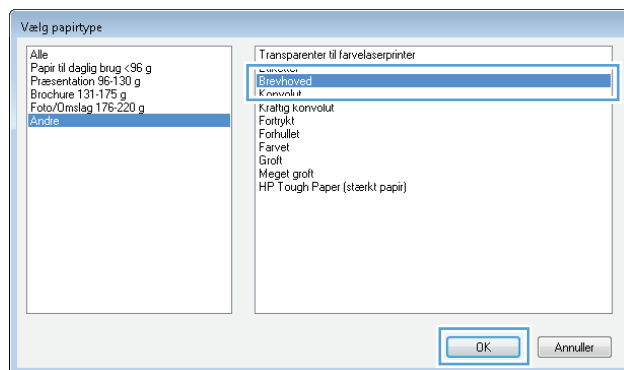 Vælg papirtype
Alle
Papir til daglig brug <96 g
Præsentation 96-130 g
Brochure 131-175 g
Foto/Omslag 176-220 g
Andre
Transparenter til farvelaserprinter
Etiketter
Brevhoved
Konvolut
Kraftig konvolut
Fortrykt
Forhullet
Farvet
Groft
Meget groft
HP Tough Paper (stærkt papir)
OK
Annuller